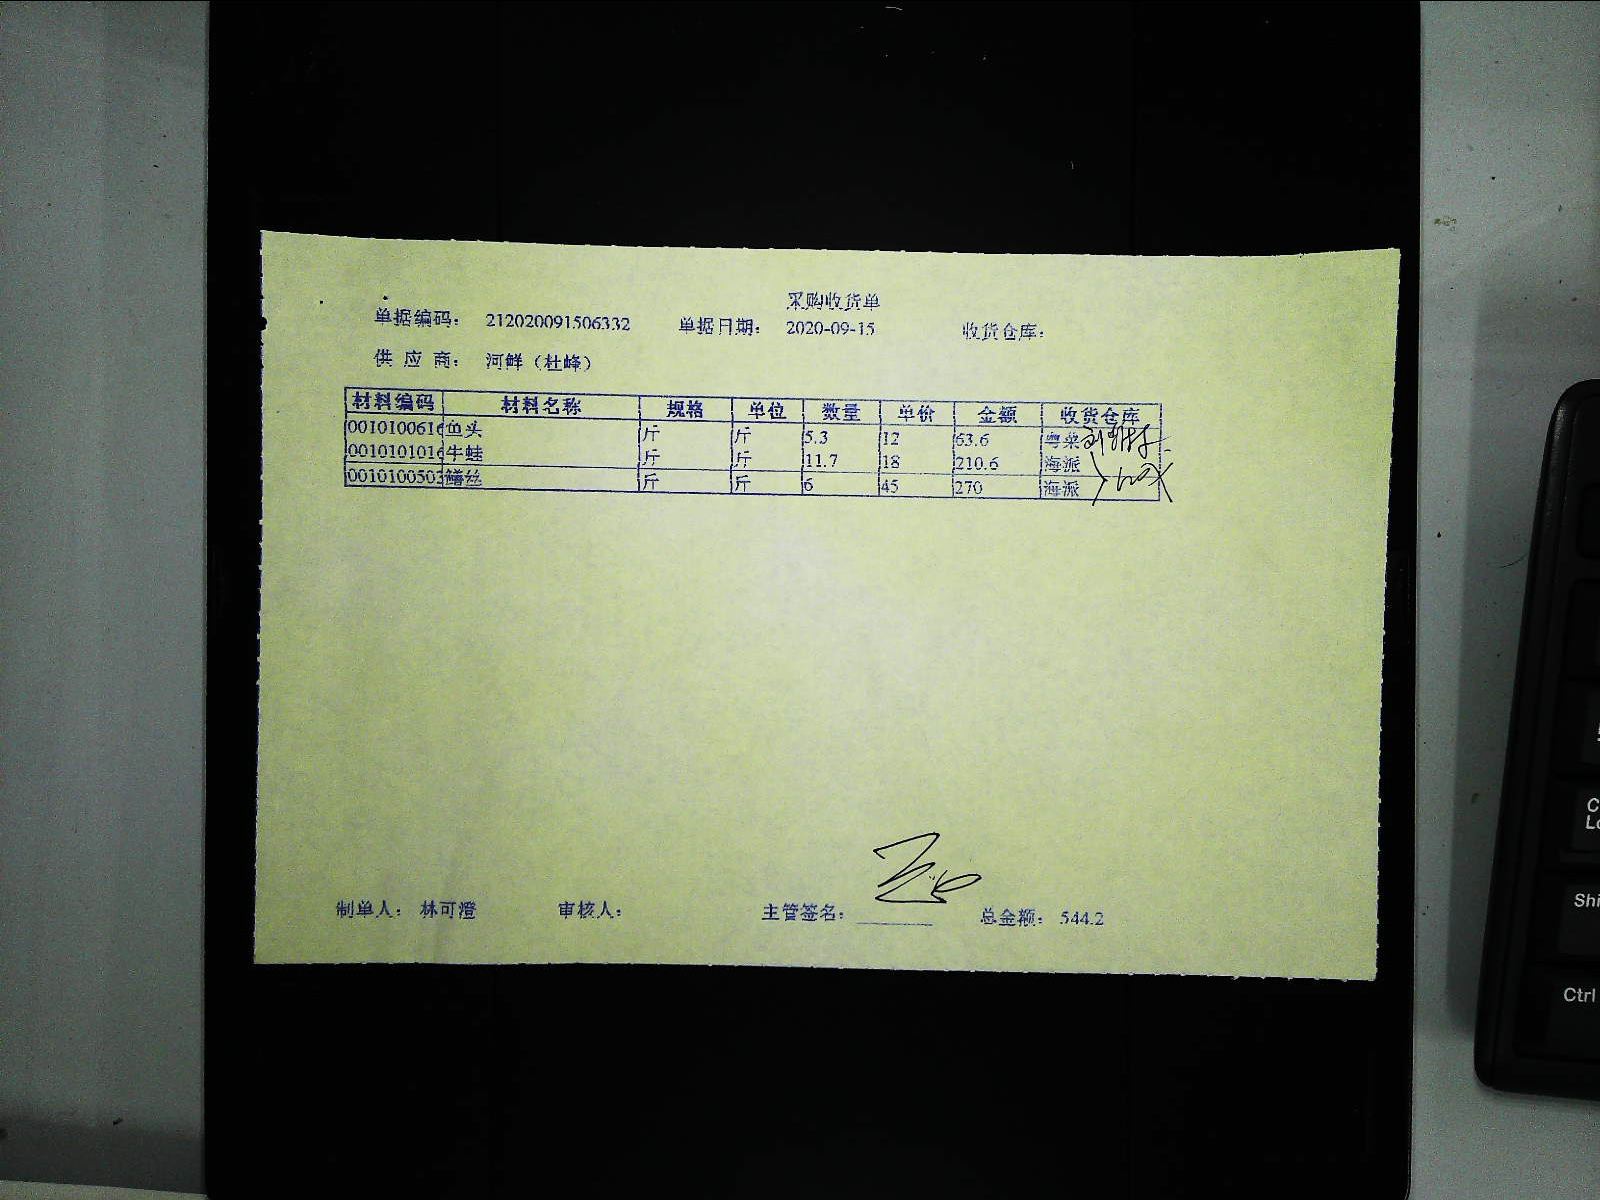 采购收货单
单据编码： 212020091506332 单据日期： 2020-09-15 收货仓库：
供 应 商： 河鲜（杜峰）
材料编码 材料名称 规格 单位 数量 单价 金额 收货仓库
0010100616 鱼头 斤 斤 5.3 12 63.6 粤菜
0010101016 牛蛙 斤 斤 11.7 18 210.6 海派
0010100503 鳝丝 斤 斤 6 45 270 海派
制单人： 林可澄 审核人： 主管签名： 总金额： 544.2
Shi
Ctrl